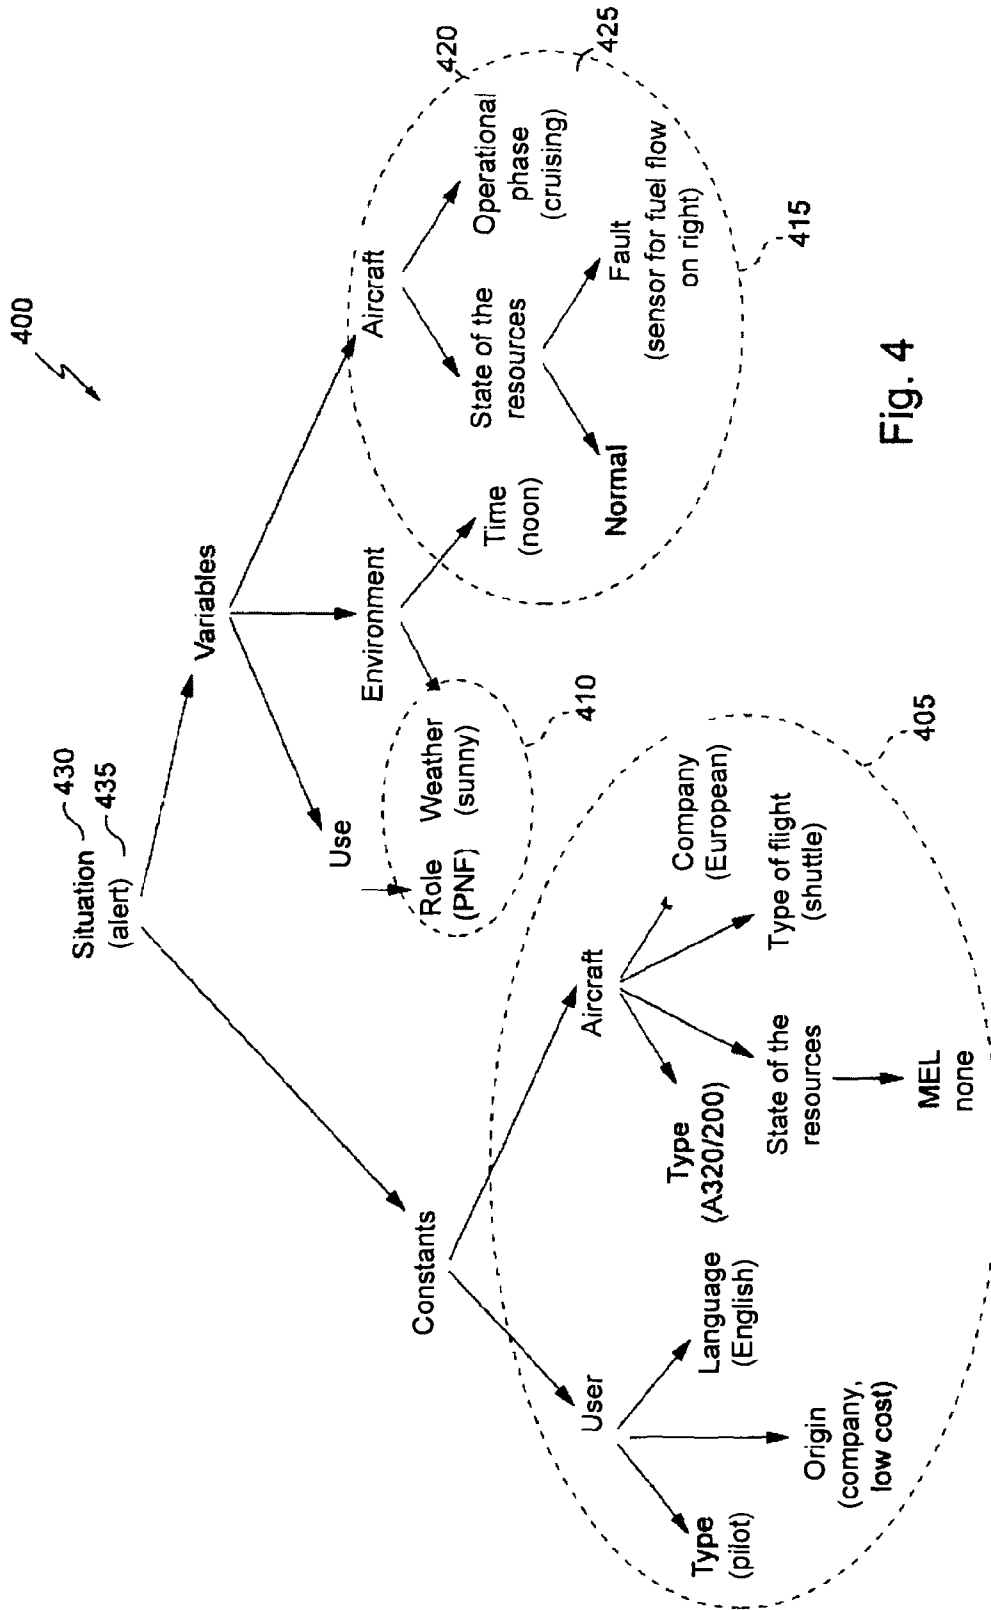 400
Situation
430
(alert)
435
Variables
Constants
Use
Environment
Aircraft
420
425
Role
(PNF)
Weather
(sunny)
410
Time
(noon)
State of the
resources
Operational
phase
(cruising)
Normal
Fault
(sensor for fuel flow
on right)
415
User
Aircraft
Type
(pilot)
Origin
(company,
low cost)
Language
(English)
Type
(A320/200)
State of the
resources
MEL
none
Type of flight
(shuttle)
Company
(European)
405
Fig. 4